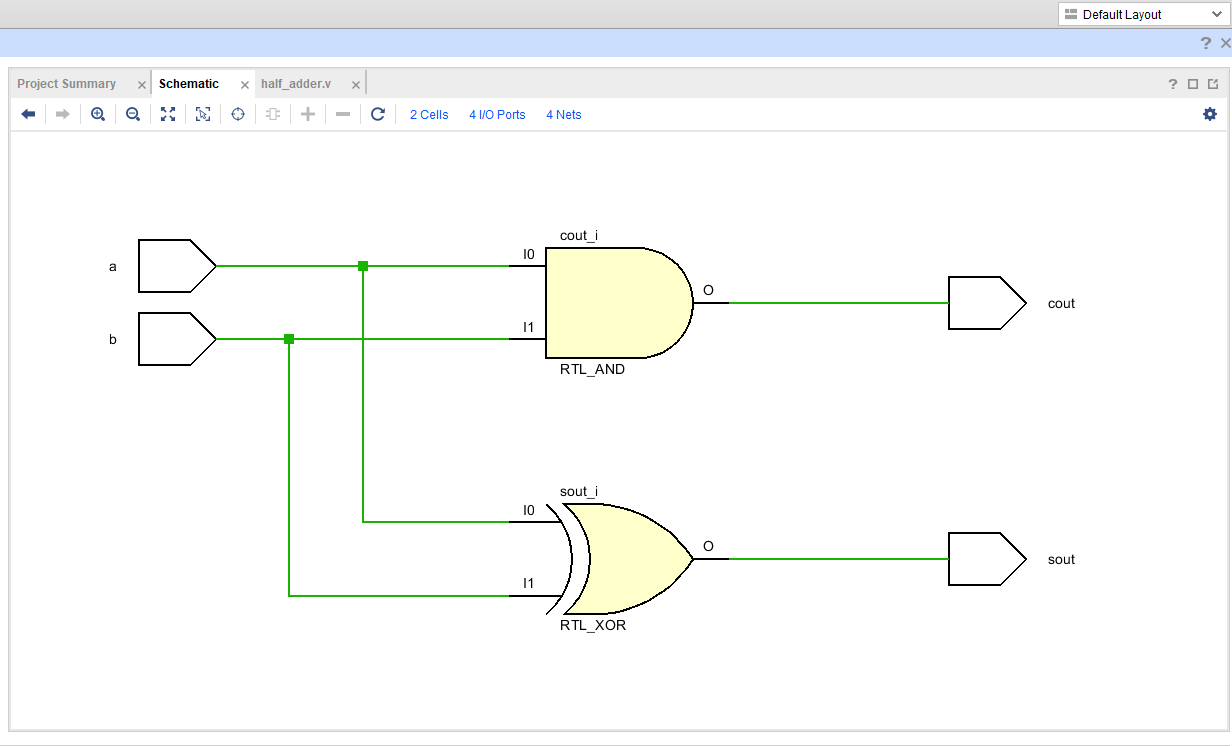 Default Layout
?
Project Summary
Schematic
half_adder.v
?
2 Cells
4 I/O Ports
4 Nets
cout_i
I0
a
O
cout
I1
b
RTL_AND
sout_i
I0
O
sout
I1
RTL_XOR